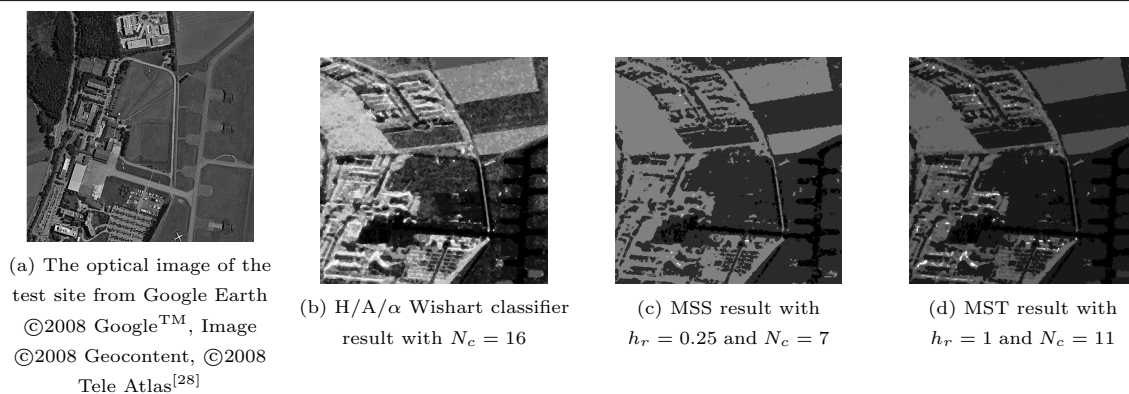 (a) The optical image of the
test site from Google Earth
©2008 Google™, Image
©2008 Geocontent, ©2008
Tele Atlas[28]
(b) H/A/α Wishart classifier
result with Nc = 16
(c) MSS result with
hr = 0.25 and Nc = 7
(d) MST result with
hr = 1 and Nc = 11